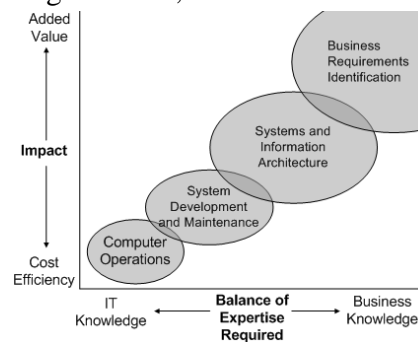 Added
Value
Impact
Cost
Efficiency
Business
Requirements
Identification
Systems and
Information
Architecture
System
Development
and Maintenance
Computer
Operations
IT
Knowledge
Balance of
Expertise
Required
Business
Knowledge